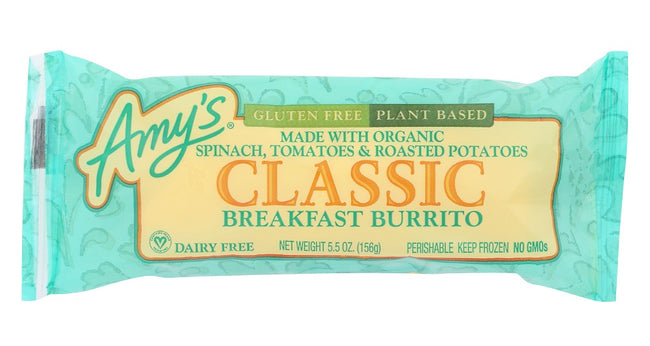 Amy's®
GLUTEN FREE PLANT BASED
MADE WITH ORGANIC
SPINACH, TOMATOES & ROASTED POTATOES
CLASSIC
BREAKFAST BURRITO
DAIRY FREE NET WEIGHT 5.5 OZ. (156g) PERISHABLE KEEP FROZEN NO GMOs